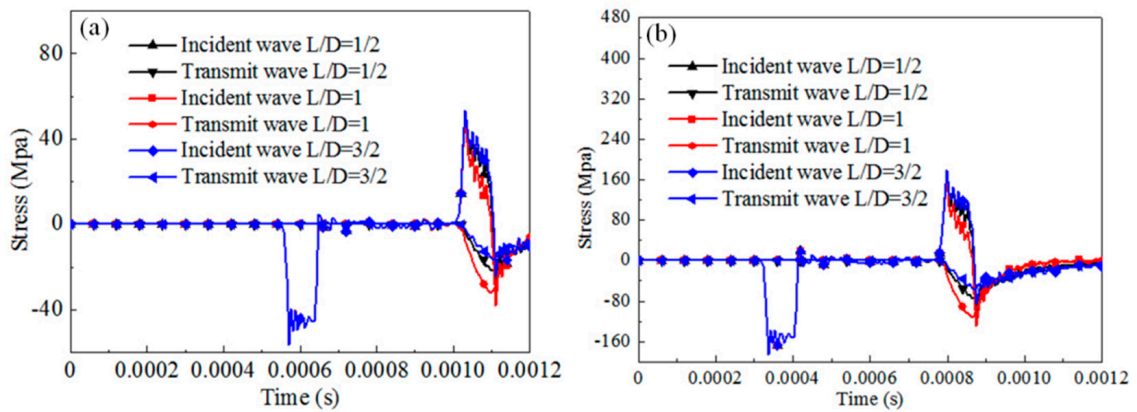 (a)
Incident wave L/D=1/2
Transmit wave L/D=1/2
Incident wave L/D=1
Transmit wave L/D=1
Incident wave L/D=3/2
Transmit wave L/D=3/2
80
40
0
-40
Stress (Mpa)
0 0.0002 0.0004 0.0006 0.0008 0.0010 0.0012
Time (s)
(b)
Incident wave L/D=1/2
Transmit wave L/D=1/2
Incident wave L/D=1
Transmit wave L/D=1
Incident wave L/D=3/2
Transmit wave L/D=3/2
480
400
320
240
160
80
0
-80
-160
Stress (Mpa)
0 0.0002 0.0004 0.0006 0.0008 0.0010 0.0012
Time (s)